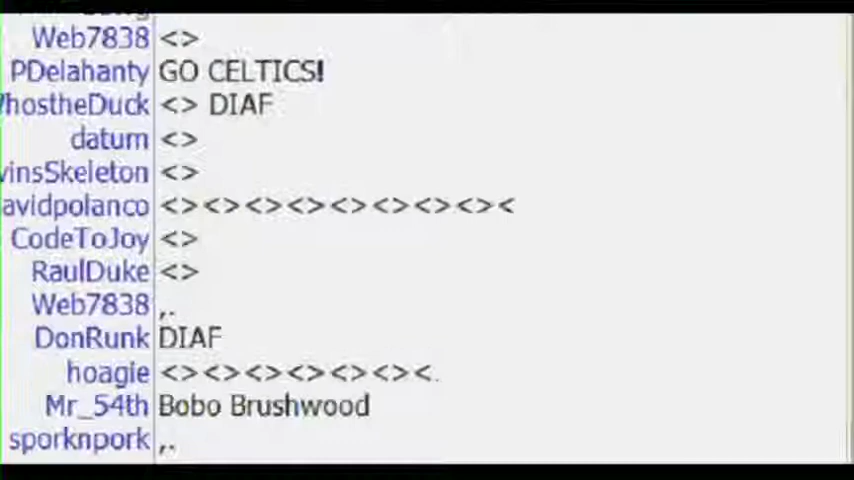 Web7838 <>
PDelahanty GO CELTICS!
hostheDuck <> DIAF
datum <>
vinsSkeleton <>
avidpolanco <><><><><><><><><
CodeToJoy <>
RaulDuke <>
Web7838 ,.
DonRunk DIAF
hoagie <><><><><><><.
Mr_54th Bobo Brushwood
sporknpork ,.